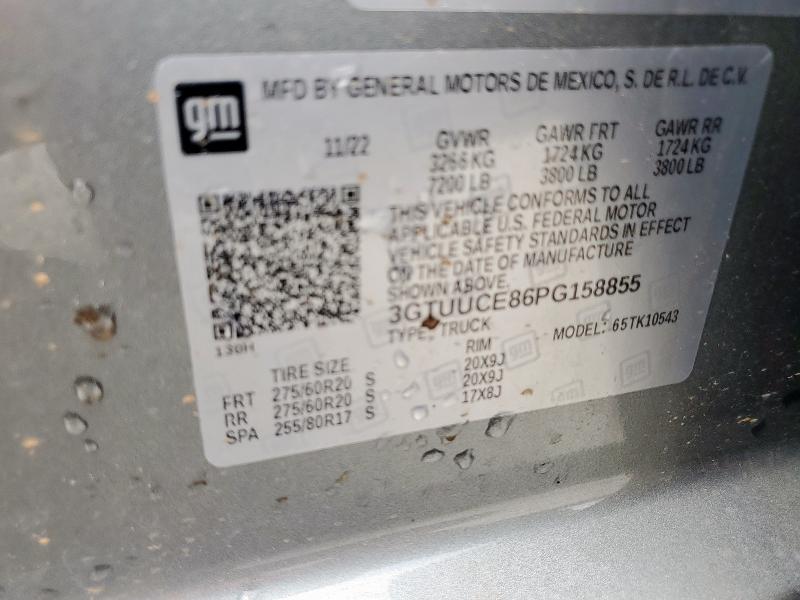 gm
MFD BY GENERAL MOTORS DE MEXICO, S. DE R.L. DE C.V.
11/22
GVWR GAWR FRT GAWR RR
3266 KG 1724 KG 1724 KG
7200 LB 3800 LB 3800 LB
THIS VEHICLE CONFORMS TO ALL
APPLICABLE U.S. FEDERAL MOTOR
VEHICLE SAFETY STANDARDS IN EFFECT
ON THE DATE OF MANUFACTURE
SHOWN ABOVE.
3GTUUCE86PG158855
TYPE: TRUCK MODEL: 65TK10543
130H
TIRE SIZE RIM
FRT 275/60R20 S 20X9J
RR 275/60R20 S 20X9J
SPA 255/80R17 S 17X8J